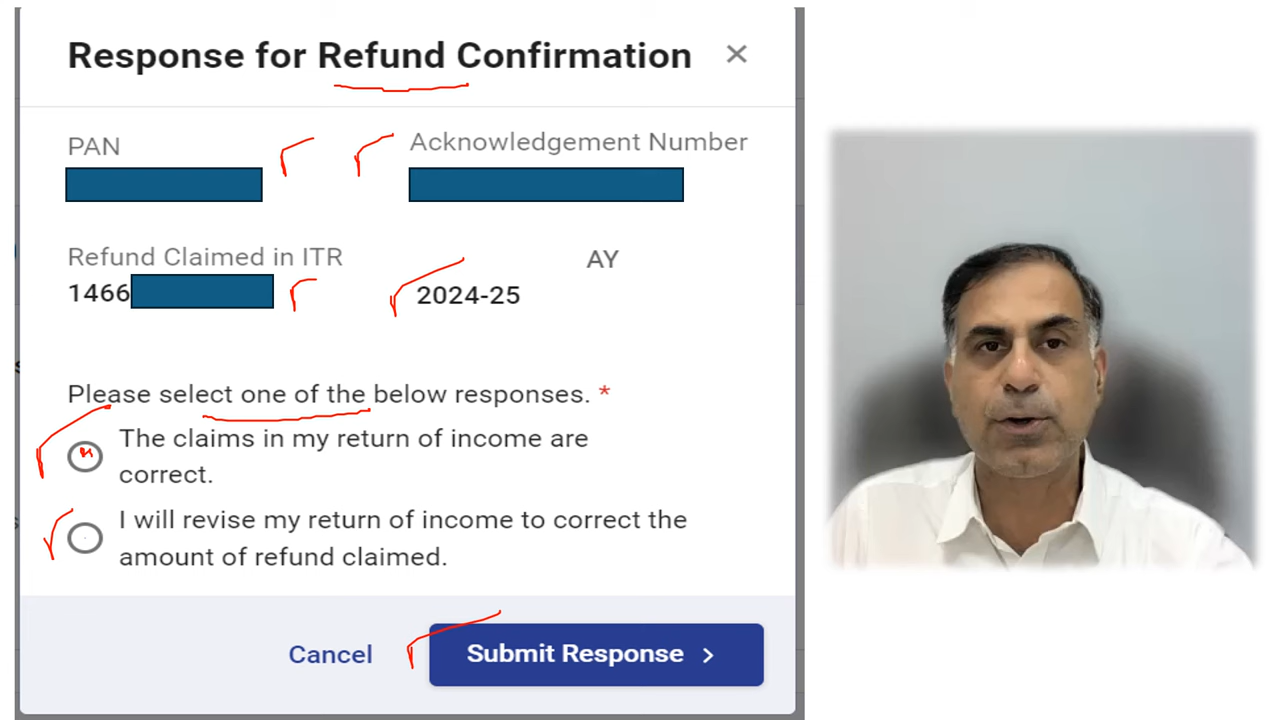 Response for Refund Confirmation
PAN
Acknowledgement Number
Refund Claimed in ITR
AY
1466
2024-25
Please select one of the below responses. *
The claims in my return of income are
correct.
I will revise my return of income to correct the
amount of refund claimed.
Cancel
Submit Response